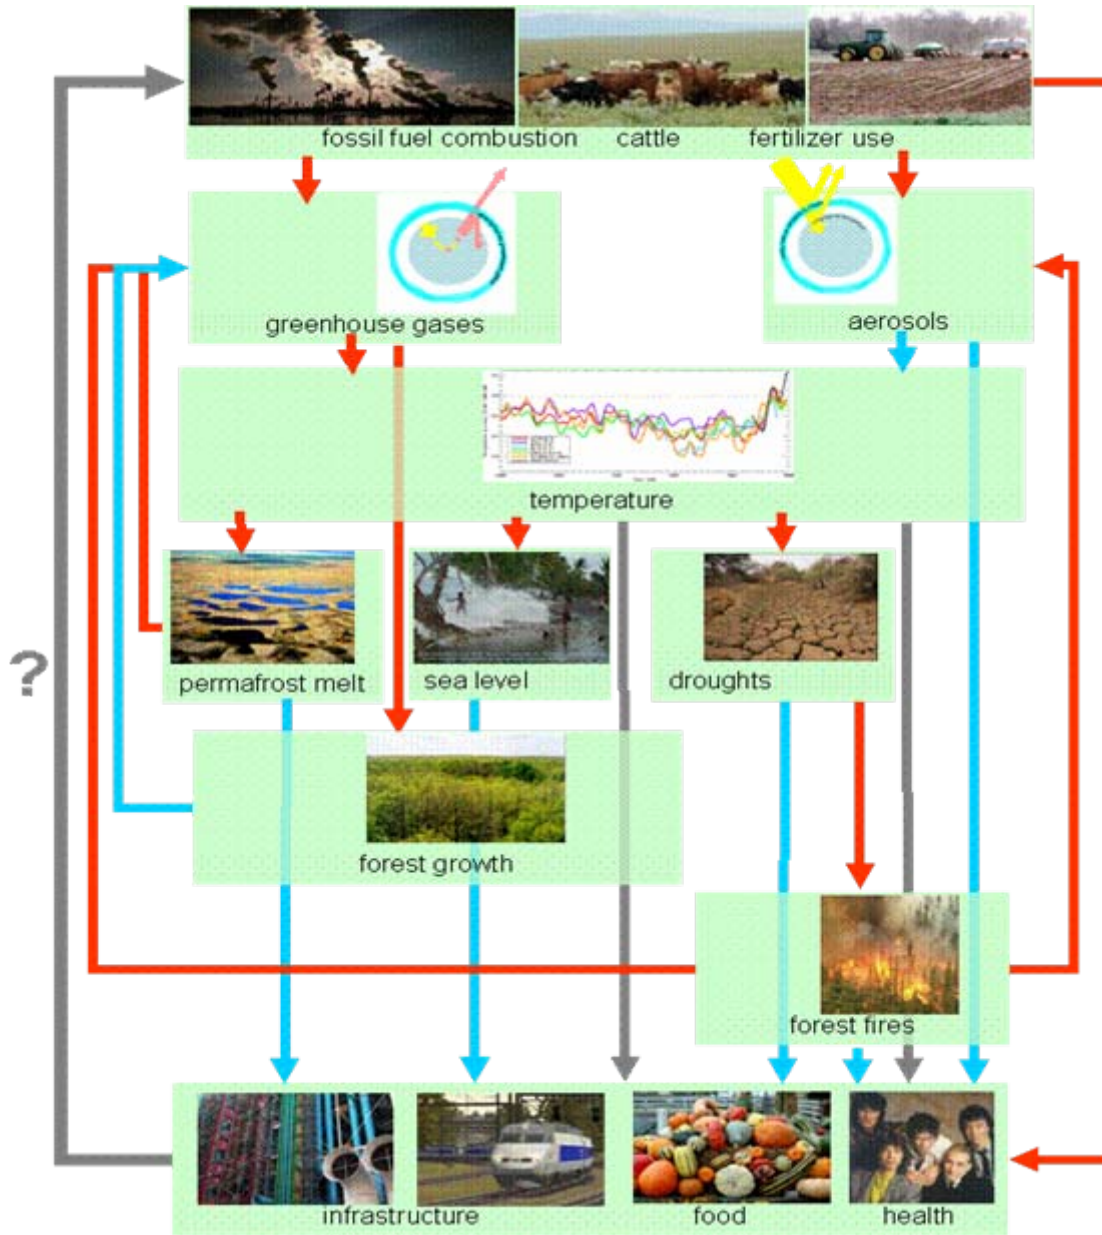 fossil fuel combustion cattle fertilizer use
greenhouse gases aerosols
temperature
permafrost melt sea level droughts
?
forest growth
forest fires
infrastructure food health